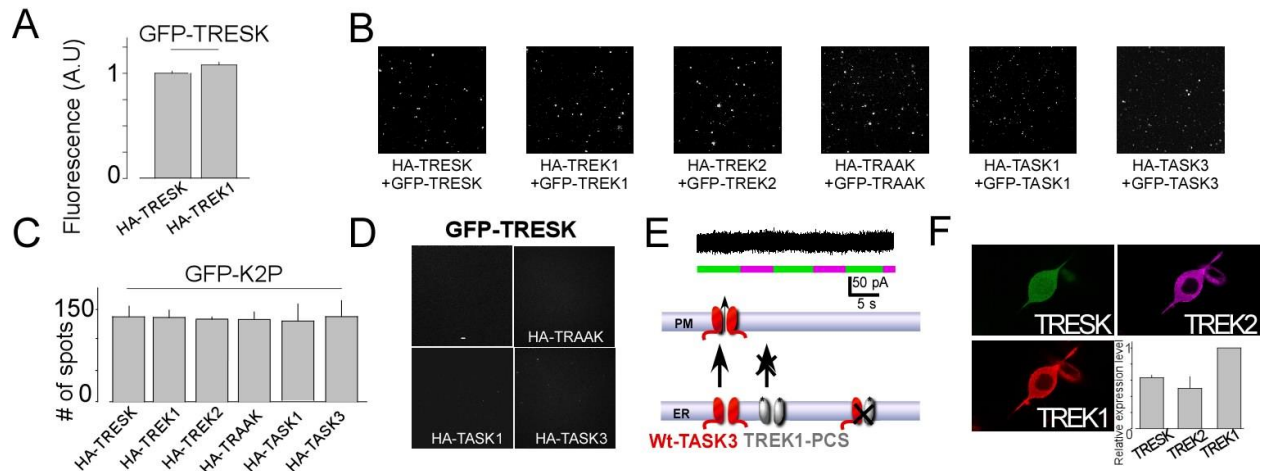 A
GFP-TRESK
Fluorescence (A.U)
1
HA-TRESK
HA-TREK1
B
HA-TRESK
+GFP-TRESK
HA-TREK1
+GFP-TREK1
HA-TREK2
+GFP-TREK2
HA-TRAAK
+GFP-TRAAK
HA-TASK1
+GFP-TASK1
HA-TASK3
+GFP-TASK3
C
GFP-K2P
# of spots
150
0
HA-TRESK
HA-TREK1
HA-TREK2
HA-TRAAK
HA-TASK1
HA-TASK3
D
GFP-TRESK
-
HA-TRAAK
HA-TASK1
HA-TASK3
E
50 pA
5 s
PM
ER
Wt-TASK3
TREK1-PCS
F
TRESK
TREK2
TREK1
Relative expression level
1
0
TRESK
TREK2
TREK1